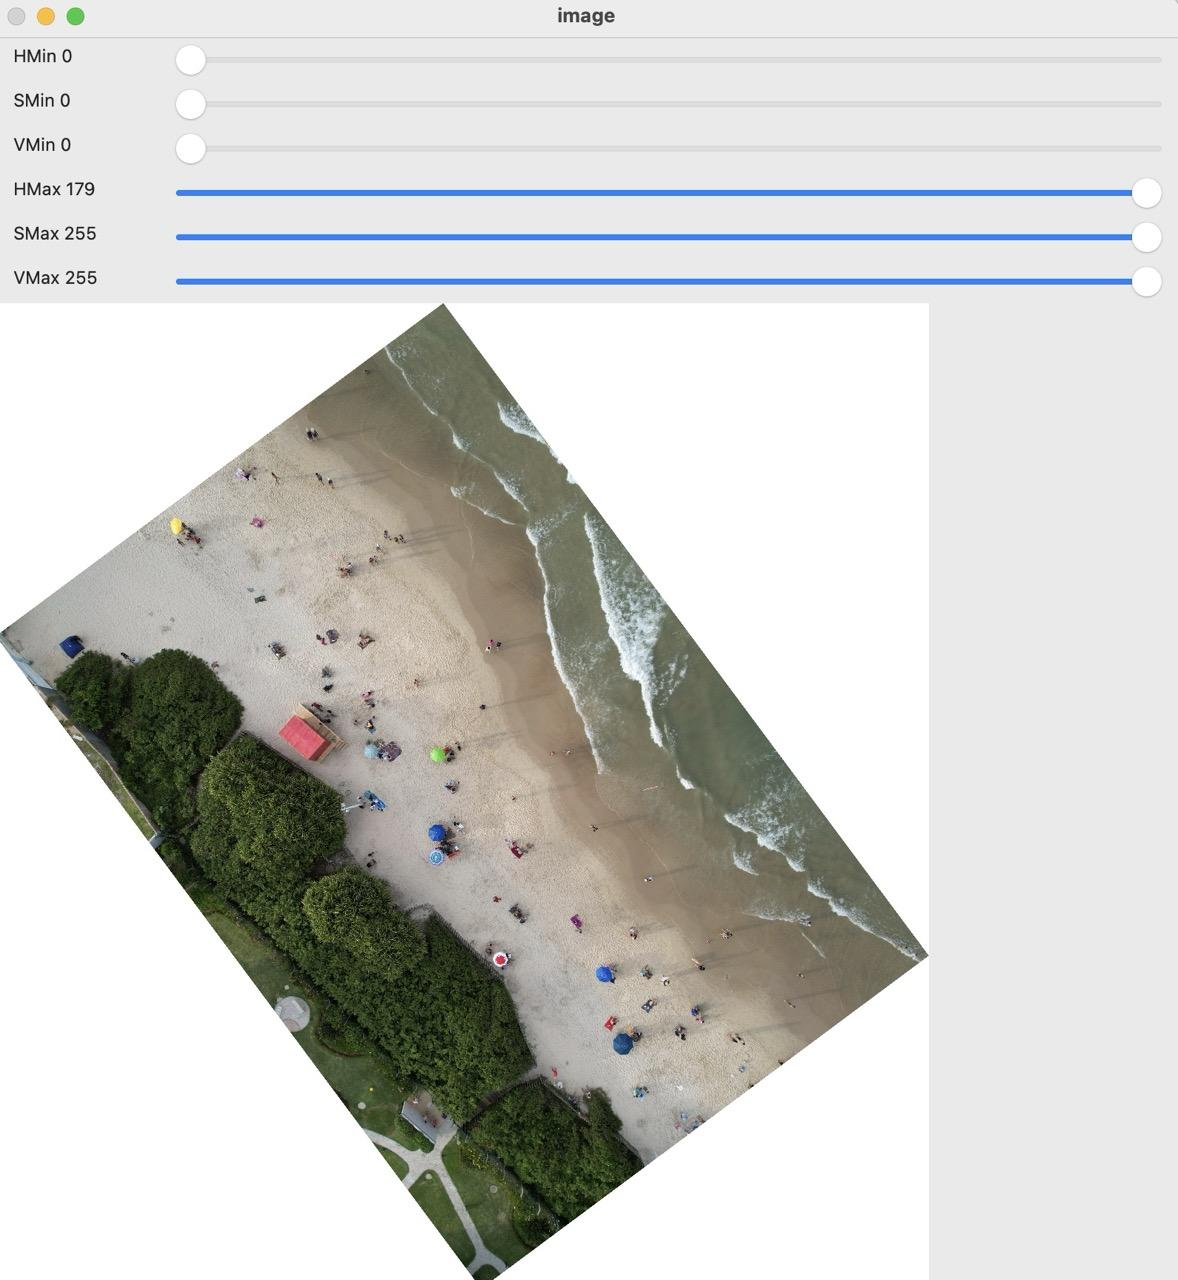 image
HMin 0
SMin 0
VMin 0
HMax 179
SMax 255
VMax 255